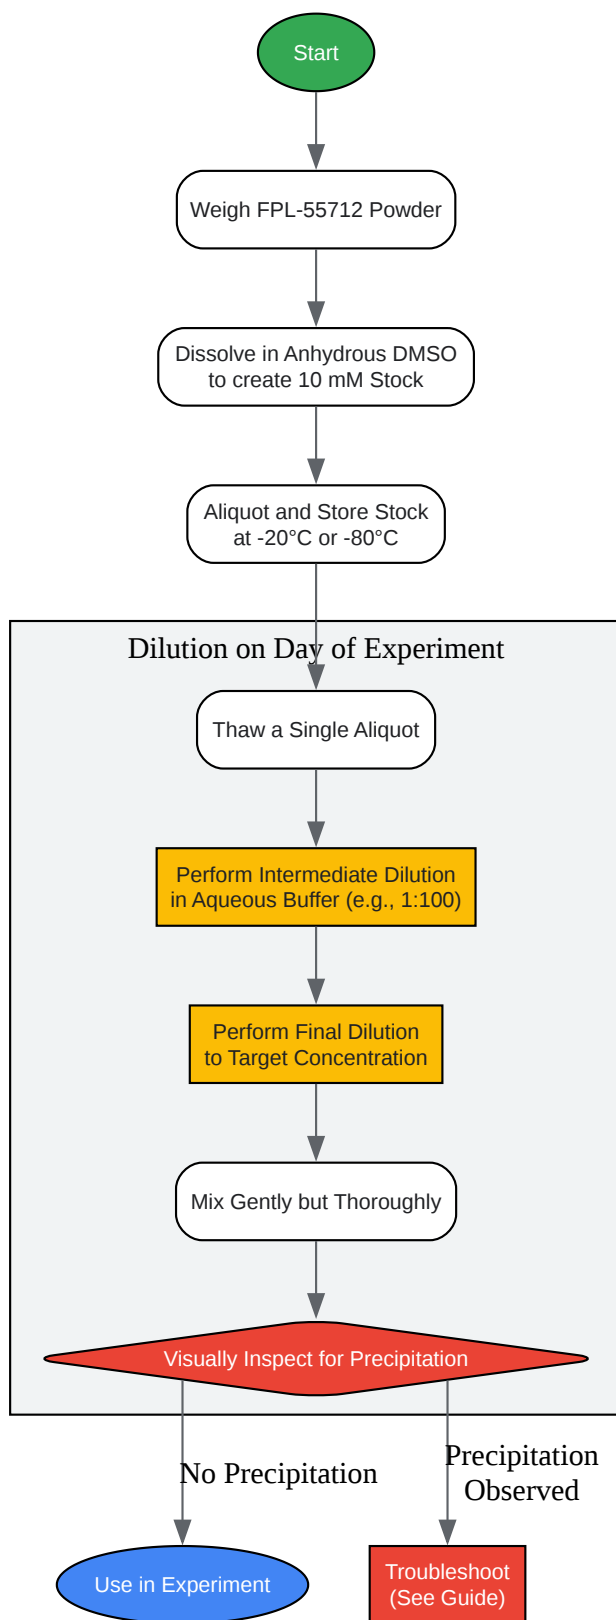 Start
Weigh FPL-55712 Powder
Dissolve in Anhydrous DMSO
to create 10 mM Stock
Aliquot and Store Stock
at -20°C or -80°C
Dilution on Day of Experiment
Thaw a Single Aliquot
Perform Intermediate Dilution
in Aqueous Buffer (e.g., 1:100)
Perform Final Dilution
to Target Concentration
Mix Gently but Thoroughly
Visually Inspect for Precipitation
No Precipitation
Precipitation
Observed
Use in Experiment
Troubleshoot
(See Guide)